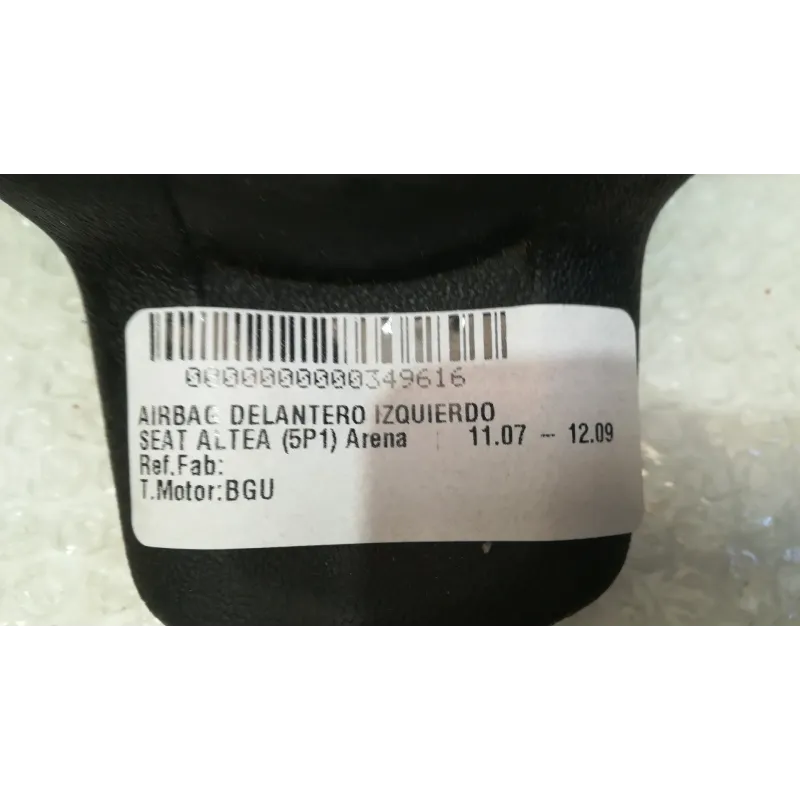 0000000000349616
AIRBAG DELANTERO IZQUIERDO
SEAT ALTEA (5P1) Arena 11.07 - 12.09
Ref.Fab:
T.Motor:BGU